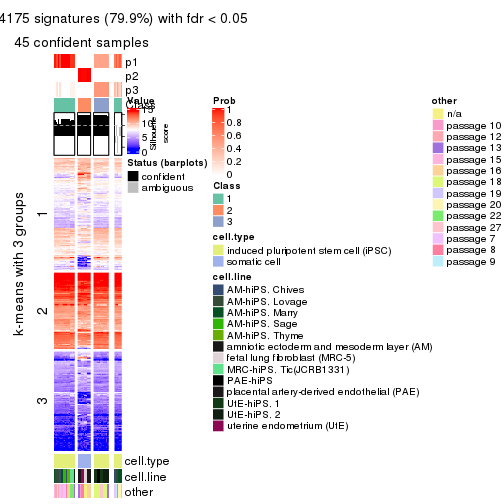 4175 signatures (79.9%) with fdr < 0.05
45 confident samples
p1
p2
p3
Class
k-means with 3 groups
1
2
3
cell.type
cell.line
other
Value
15
10
5
0
Silhouette
score
Status (barplots)
confident
ambiguous
Prob
1
0.8
0.6
0.4
0.2
0
Class
1
2
3
cell.type
induced pluripotent stem cell (iPSC)
somatic cell
cell.line
AM-hiPS. Chives
AM-hiPS. Lovage
AM-hiPS. Marry
AM-hiPS. Sage
AM-hiPS. Thyme
amniotic ectoderm and mesoderm layer (AM)
fetal lung fibroblast (MRC-5)
MRC-hiPS. Tic(JCRB1331)
PAE-hiPS
placental artery-derived endothelial (PAE)
UtE-hiPS. 1
UtE-hiPS. 2
uterine endometrium (UtE)
other
n/a
passage 10
passage 12
passage 13
passage 15
passage 16
passage 18
passage 19
passage 20
passage 22
passage 27
passage 7
passage 8
passage 9